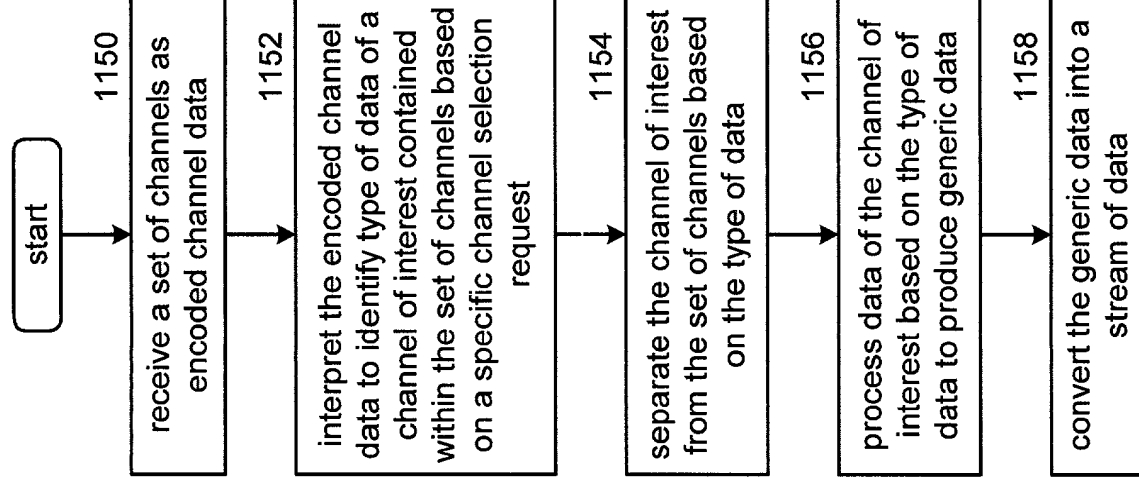 start
1150
receive a set of channels as
encoded channel data
1152
interpret the encoded channel
data to identify type of data of a
channel of interest contained
within the set of channels based
on a specific channel selection
request
1154
separate the channel of interest
from the set of channels based
on the type of data
1156
process data of the channel of
interest based on the type of
data to produce generic data
1158
convert the generic data into a
stream of data